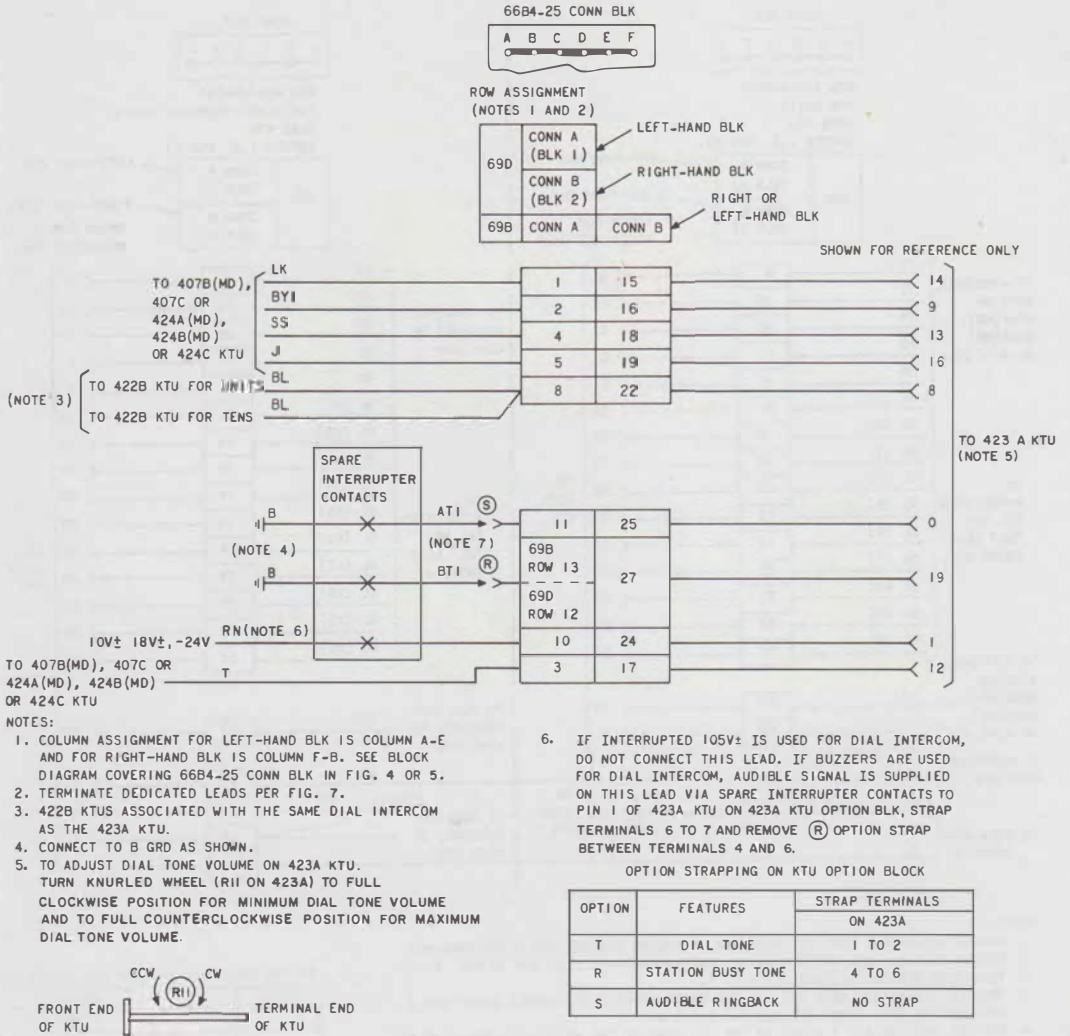 66B4-25 CONN BLK
A B C D E F
ROW ASSIGNMENT
(NOTES 1 AND 2)
69D
CONN A
(BLK 1)
LEFT-HAND BLK
CONN B
(BLK 2)
RIGHT-HAND BLK
69B CONN A CONN B
RIGHT OR
LEFT-HAND BLK
SHOWN FOR REFERENCE ONLY
TO 407B(MD),
407C OR
424A(MD),
424B(MD)
OR 424C KTU
LK 1 15 14
BY1 2 16 9
SS 4 18 13
J1 5 19 16
(NOTE 3)
TO 422B KTU FOR UNITS BL 8 22 8
TO 422B KTU FOR TENS BL
TO 423 A KTU
(NOTE 5)
SPARE
INTERRUPTER
CONTACTS
B AT1 S 11 25 0
(NOTE 4) (NOTE 7)
B BT1 R
69B
ROW 13
69D
ROW 12
27 19
10V± 18V±, -24V RN(NOTE 6) 10 24 1
TO 407B(MD), 407C OR
424A(MD), 424B(MD)
OR 424C KTU
T 3 17 12
NOTES:
1. COLUMN ASSIGNMENT FOR LEFT-HAND BLK IS COLUMN A-E
AND FOR RIGHT-HAND BLK IS COLUMN F-B. SEE BLOCK
DIAGRAM COVERING 66B4-25 CONN BLK IN FIG. 4 OR 5.
2. TERMINATE DEDICATED LEADS PER FIG. 7.
3. 422B KTUS ASSOCIATED WITH THE SAME DIAL INTERCOM
AS THE 423A KTU.
4. CONNECT TO B GRD AS SHOWN.
5. TO ADJUST DIAL TONE VOLUME ON 423A KTU.
TURN KNURLED WHEEL (R11 ON 423A) TO FULL
CLOCKWISE POSITION FOR MINIMUM DIAL TONE VOLUME
AND TO FULL COUNTERCLOCKWISE POSITION FOR MAXIMUM
DIAL TONE VOLUME.
CCW R11 CW
FRONT END
OF KTU
TERMINAL END
OF KTU
6. IF INTERRUPTED 105V± IS USED FOR DIAL INTERCOM,
DO NOT CONNECT THIS LEAD. IF BUZZERS ARE USED
FOR DIAL INTERCOM, AUDIBLE SIGNAL IS SUPPLIED
ON THIS LEAD VIA SPARE INTERRUPTER CONTACTS TO
PIN 1 OF 423A KTU ON 423A KTU OPTION BLK, STRAP
TERMINALS 6 TO 7 AND REMOVE R OPTION STRAP
BETWEEN TERMINALS 4 AND 6.
OPTION STRAPPING ON KTU OPTION BLOCK
OPTION FEATURES STRAP TERMINALS
ON 423A
T DIAL TONE 1 TO 2
R STATION BUSY TONE 4 TO 6
S AUDIBLE RINGBACK NO STRAP